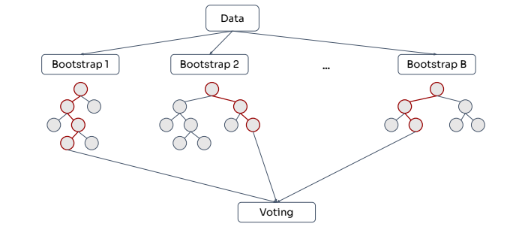 Data
Bootstrap 1
Bootstrap 2
...
Bootstrap B
Voting